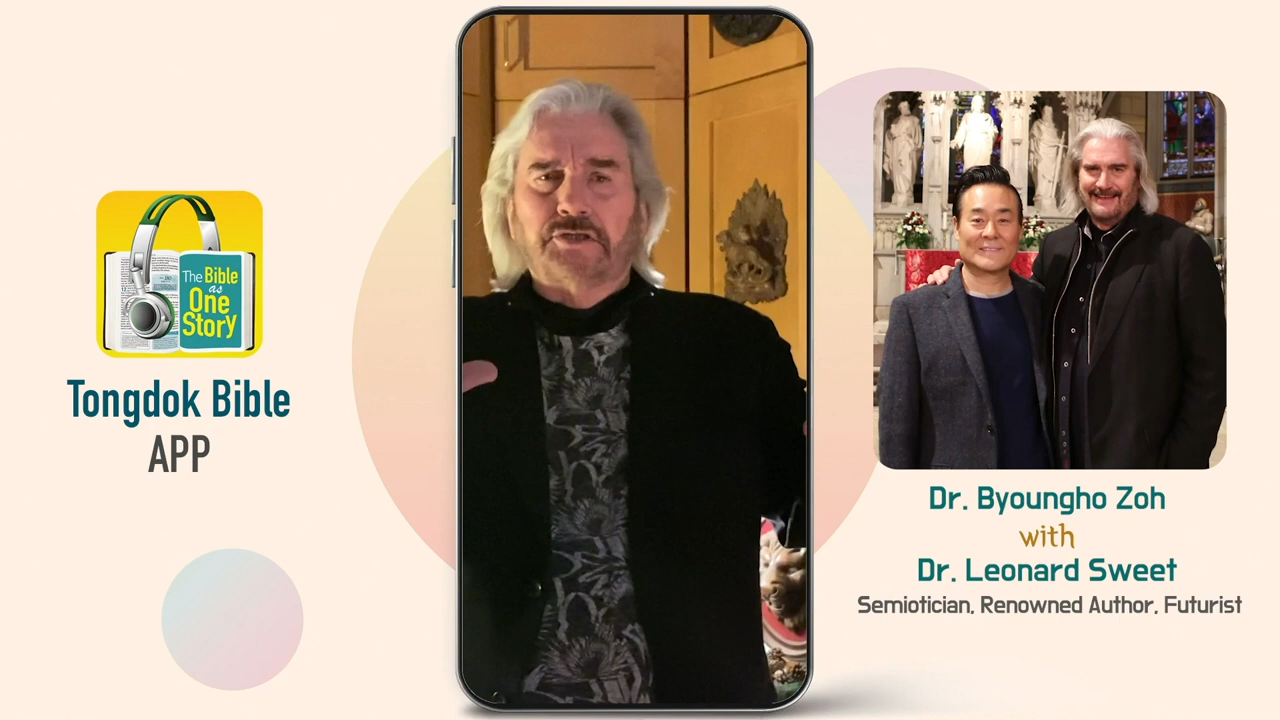 The Bible
as
One
Story
Tongdok Bible
APP
Dr. Byoungho Zoh
with
Dr. Leonard Sweet
Semiotician, Renowned Author, Futurist